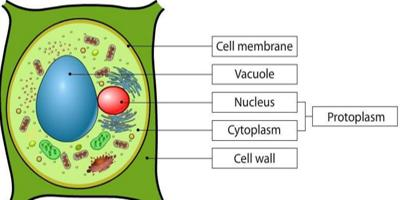 Cell membrane
Vacuole
Nucleus
Protoplasm
Cytoplasm
Cell wall